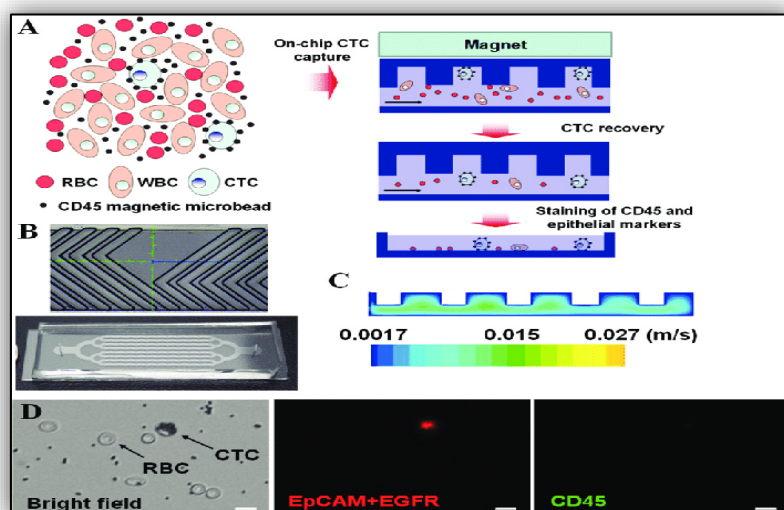 A
On-chip CTC
capture
Magnet
CTC recovery
RBC WBC CTC
CD45 magnetic microbead
Staining of CD45 and
epithelial markers
B
C
0.0017 0.015 0.027 (m/s)
D
CTC
RBC
Bright field
EpCAM+EGFR
CD45